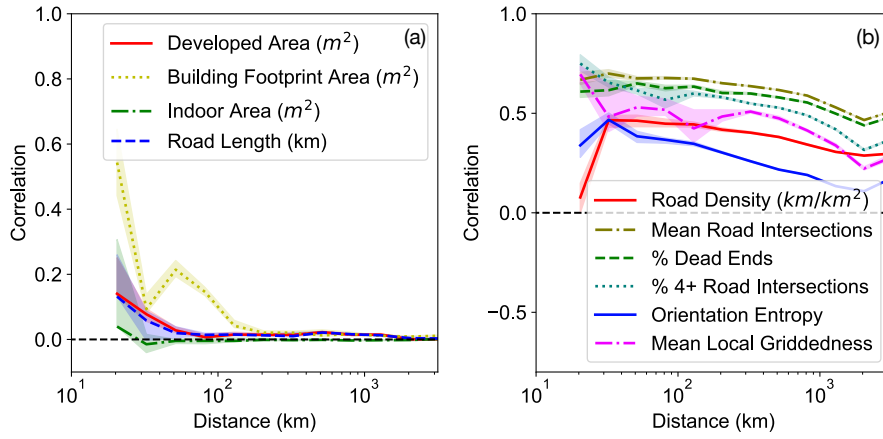 (a)
Correlation
1.0
0.8
0.6
0.4
0.2
0.0
Developed Area (m²)
Building Footprint Area (m²)
Indoor Area (m²)
Road Length (km)
10¹
10²
10³
Distance (km)
(b)
Correlation
0.5
0.0
−0.5
Road Density (km/km²)
Mean Road Intersections
% Dead Ends
% 4+ Road Intersections
Orientation Entropy
Mean Local Griddedness
10¹
10²
10³
Distance (km)